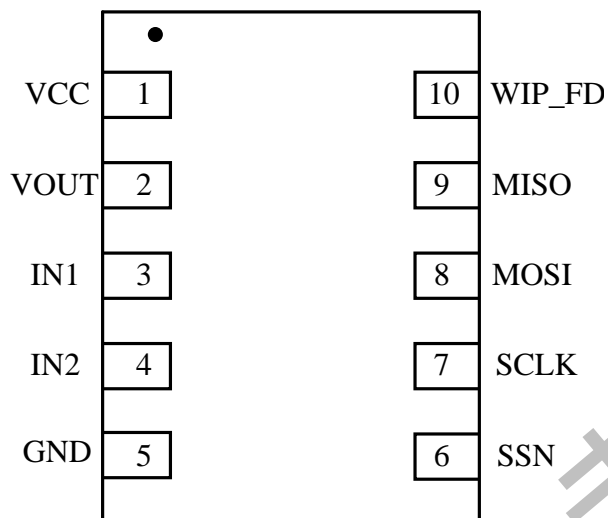 VCC 1 10 WIP_FD
VOUT 2 9 MISO
IN1 3 8 MOSI
IN2 4 7 SCLK
GND 5 6 SSN